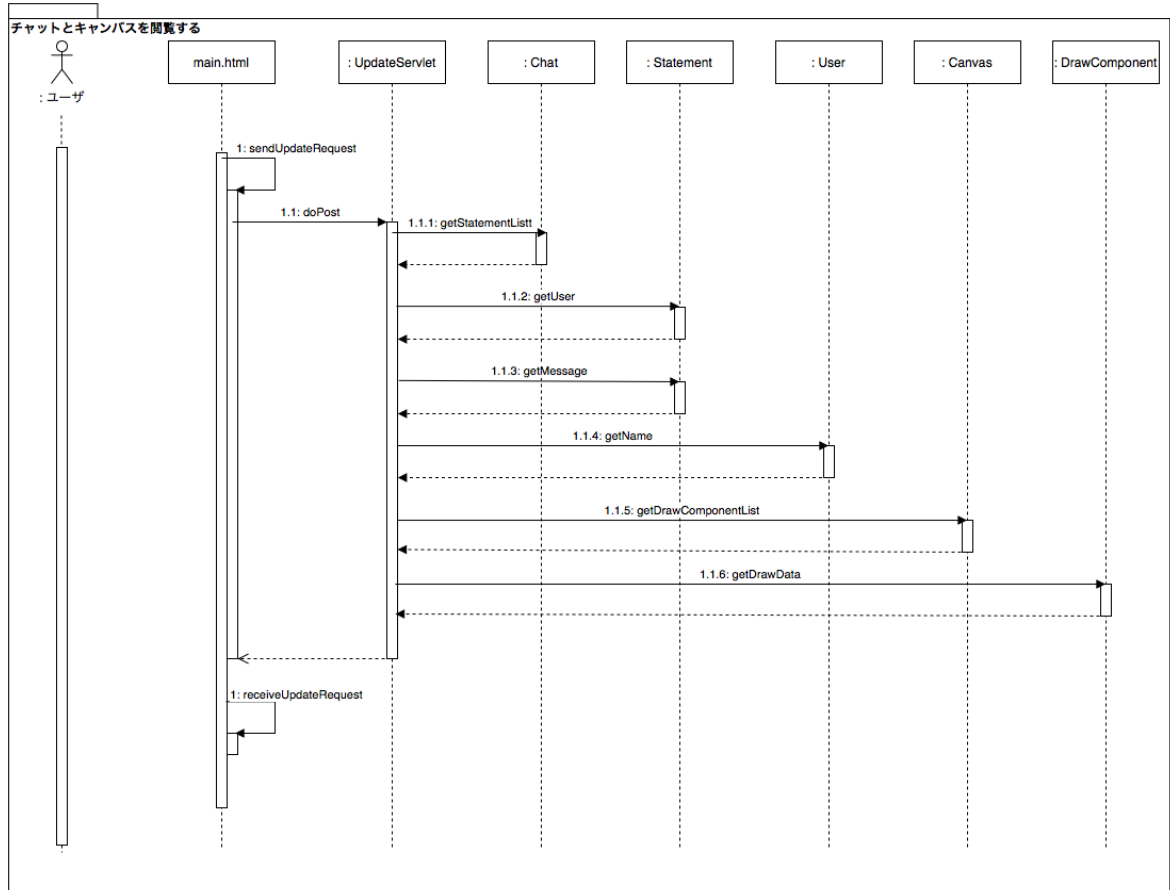 チャットとキャンバスを閲覧する
: ユーザ
main.html
: UpdateServlet
: Chat
: Statement
: User
: Canvas
: DrawComponent
1: sendUpdateRequest
1.1: doPost
1.1.1: getStatementListt
1.1.2: getUser
1.1.3: getMessage
1.1.4: getName
1.1.5: getDrawComponentList
1.1.6: getDrawData
1: receiveUpdateRequest